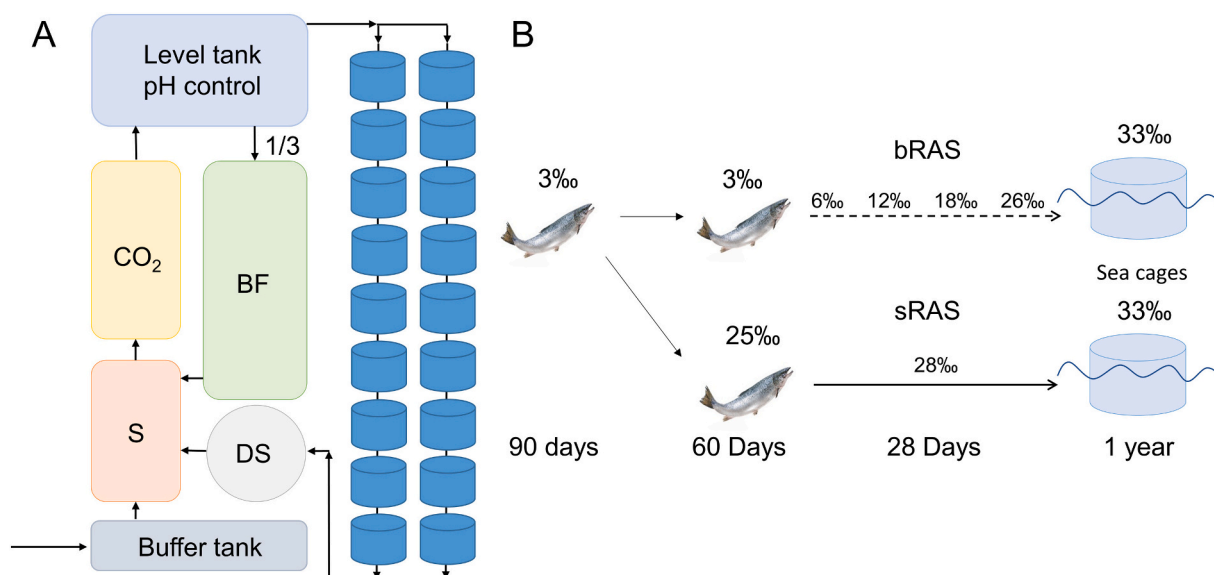 A
Level tank
pH control
1/3
CO₂
BF
S
DS
Buffer tank
B
3‰
3‰
bRAS
6‰ 12‰ 18‰ 26‰
33‰
Sea cages
25‰
sRAS
28‰
33‰
90 days
60 Days
28 Days
1 year